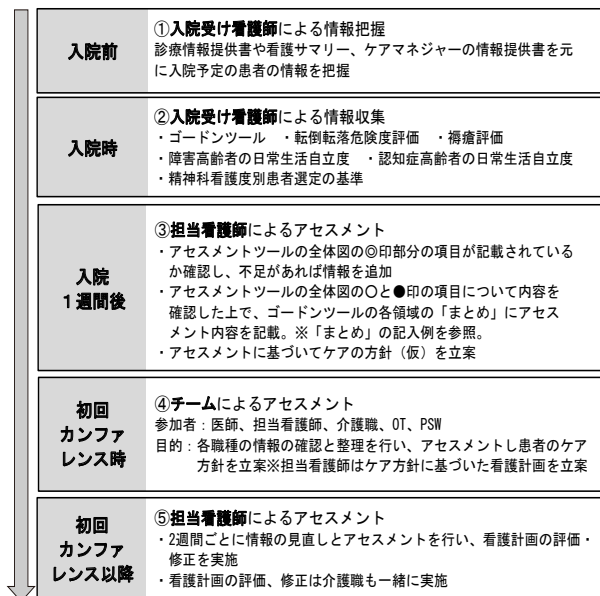 入院前
①入院受け看護師による情報把握
診療情報提供書や看護サマリー、ケアマネジャーの情報提供書を元
に入院予定の患者の情報を把握
入院時
②入院受け看護師による情報収集
・ゴードンツール ・転倒転落危険度評価 ・褥瘡評価
・障害高齢者の日常生活自立度 ・認知症高齢者の日常生活自立度
・精神科看護度別患者選定の基準
入院
1週間後
③担当看護師によるアセスメント
・アセスメントツールの全体図の◎印部分の項目が記載されている
か確認し、不足があれば情報を追加
・アセスメントツールの全体図の○と●印の項目について内容を
確認した上で、ゴードンツールの各領域の「まとめ」にアセス
メント内容を記載。※「まとめ」の記入例を参照。
・アセスメントに基づいてケアの方針（仮）を立案
初回
カンファ
レンス時
④チームによるアセスメント
参加者：医師、担当看護師、介護職、OT、PSW
目的：各職種の情報の確認と整理を行い、アセスメントし患者のケア
方針を立案※担当看護師はケア方針に基づいた看護計画を立案
初回
カンファ
レンス以降
⑤担当看護師によるアセスメント
・2週間ごとに情報の見直しとアセスメントを行い、看護計画の評価・
修正を実施
・看護計画の評価、修正は介護職も一緒に実施